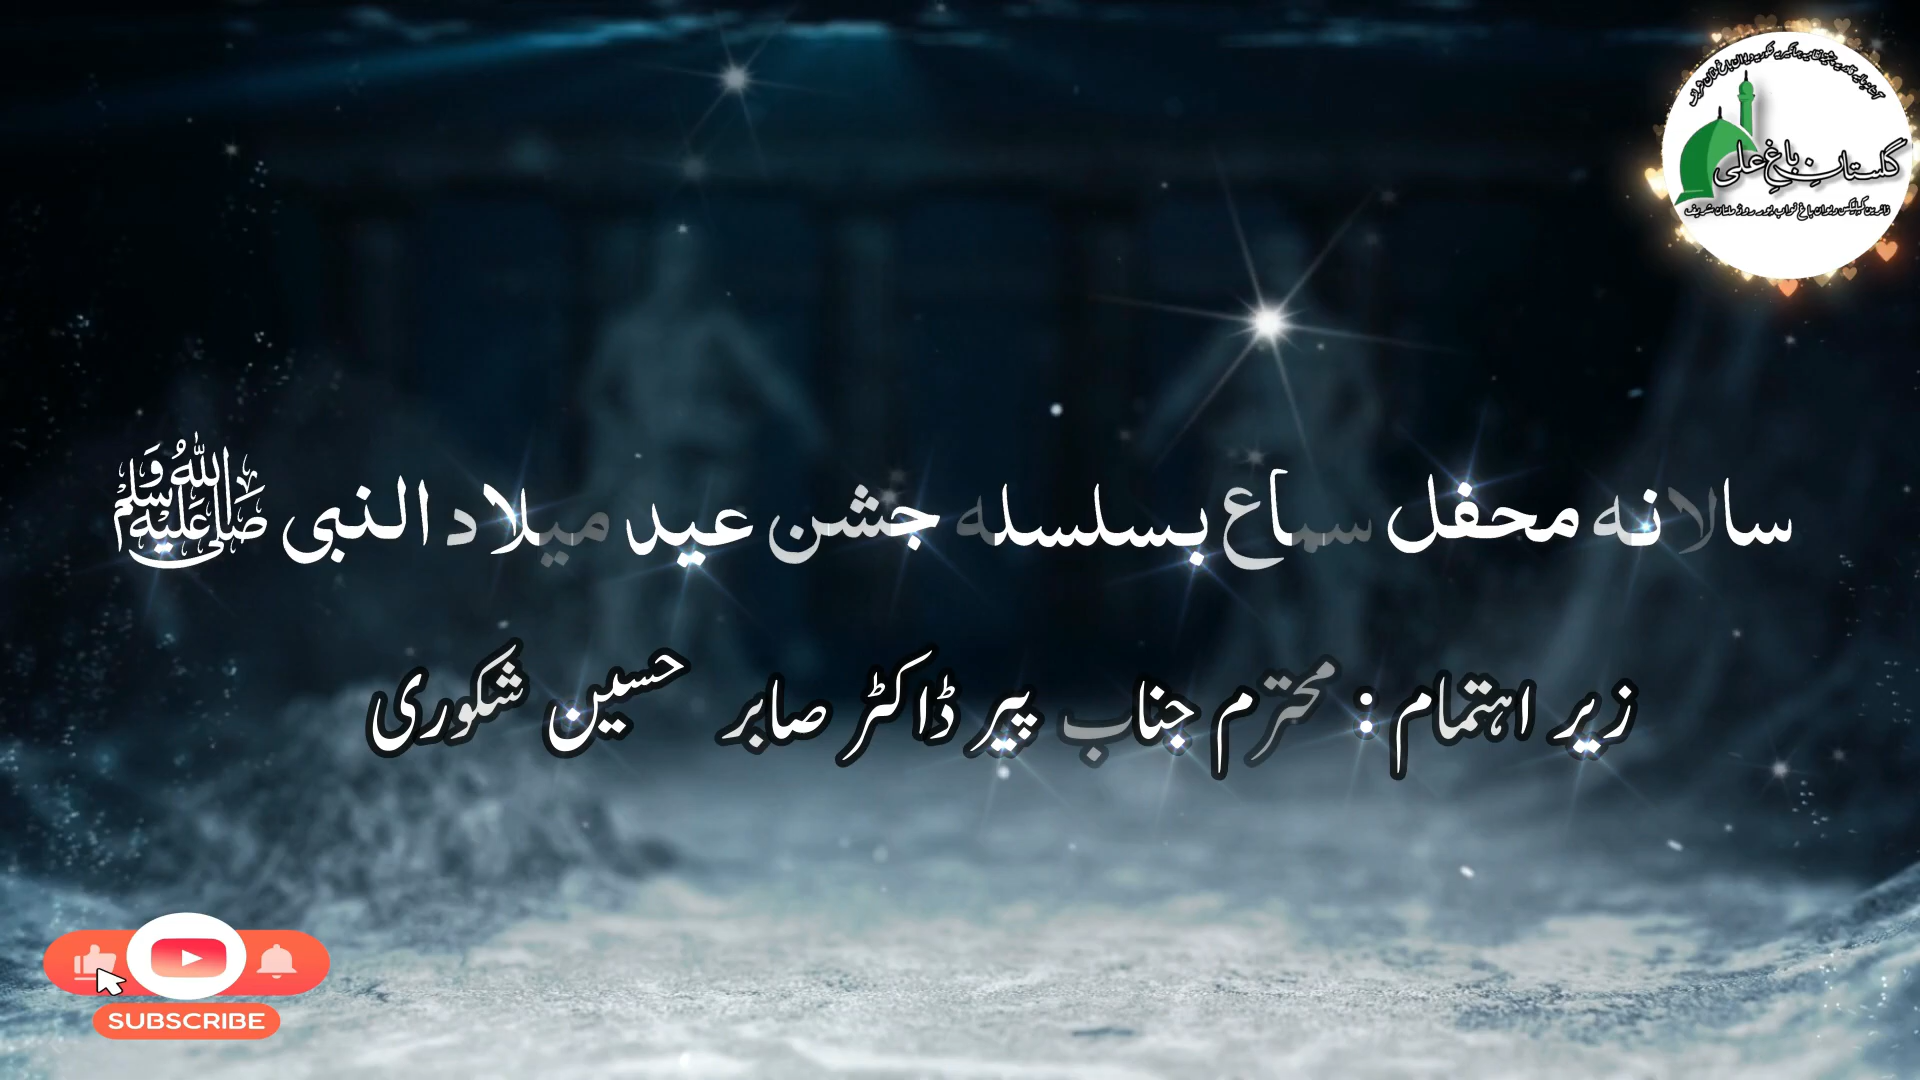 گلستانِ باغِ علی
سالانہ محفل سماع بسلسلہ جشن عید میلاد النبی ﷺ
زیر اہتمام : محترم جناب پیر ڈاکٹر صابر حسین شکوری
SUBSCRIBE